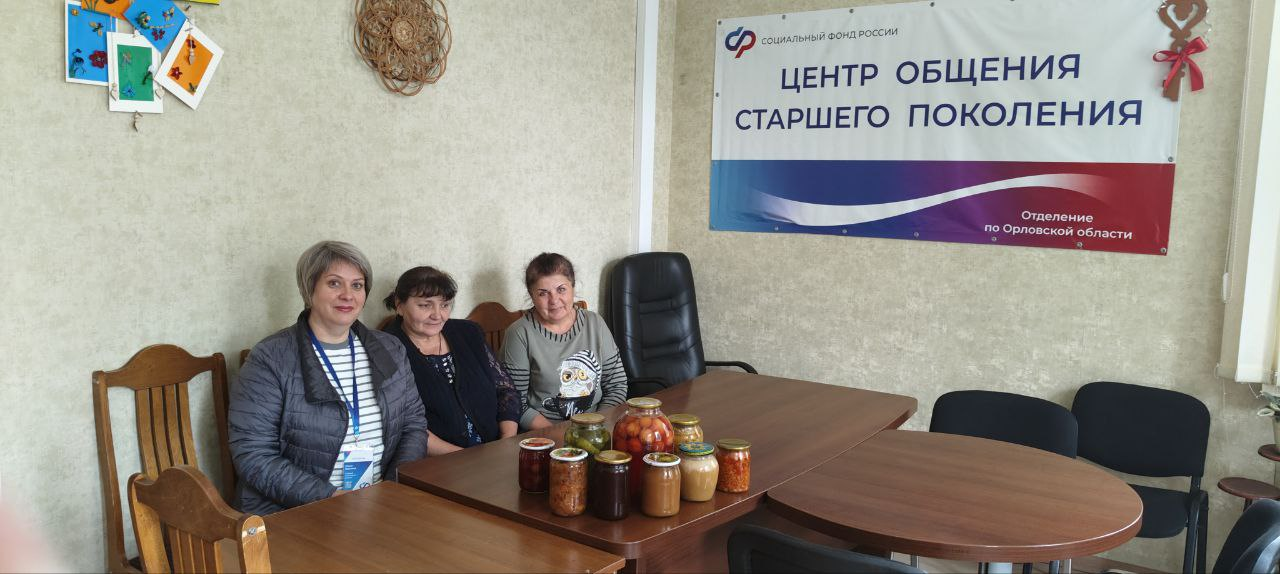 СОЦИАЛЬНЫЙ ФОНД РОССИИ
ЦЕНТР ОБЩЕНИЯ
СТАРШЕГО ПОКОЛЕНИЯ
Отделение
по Орловской области